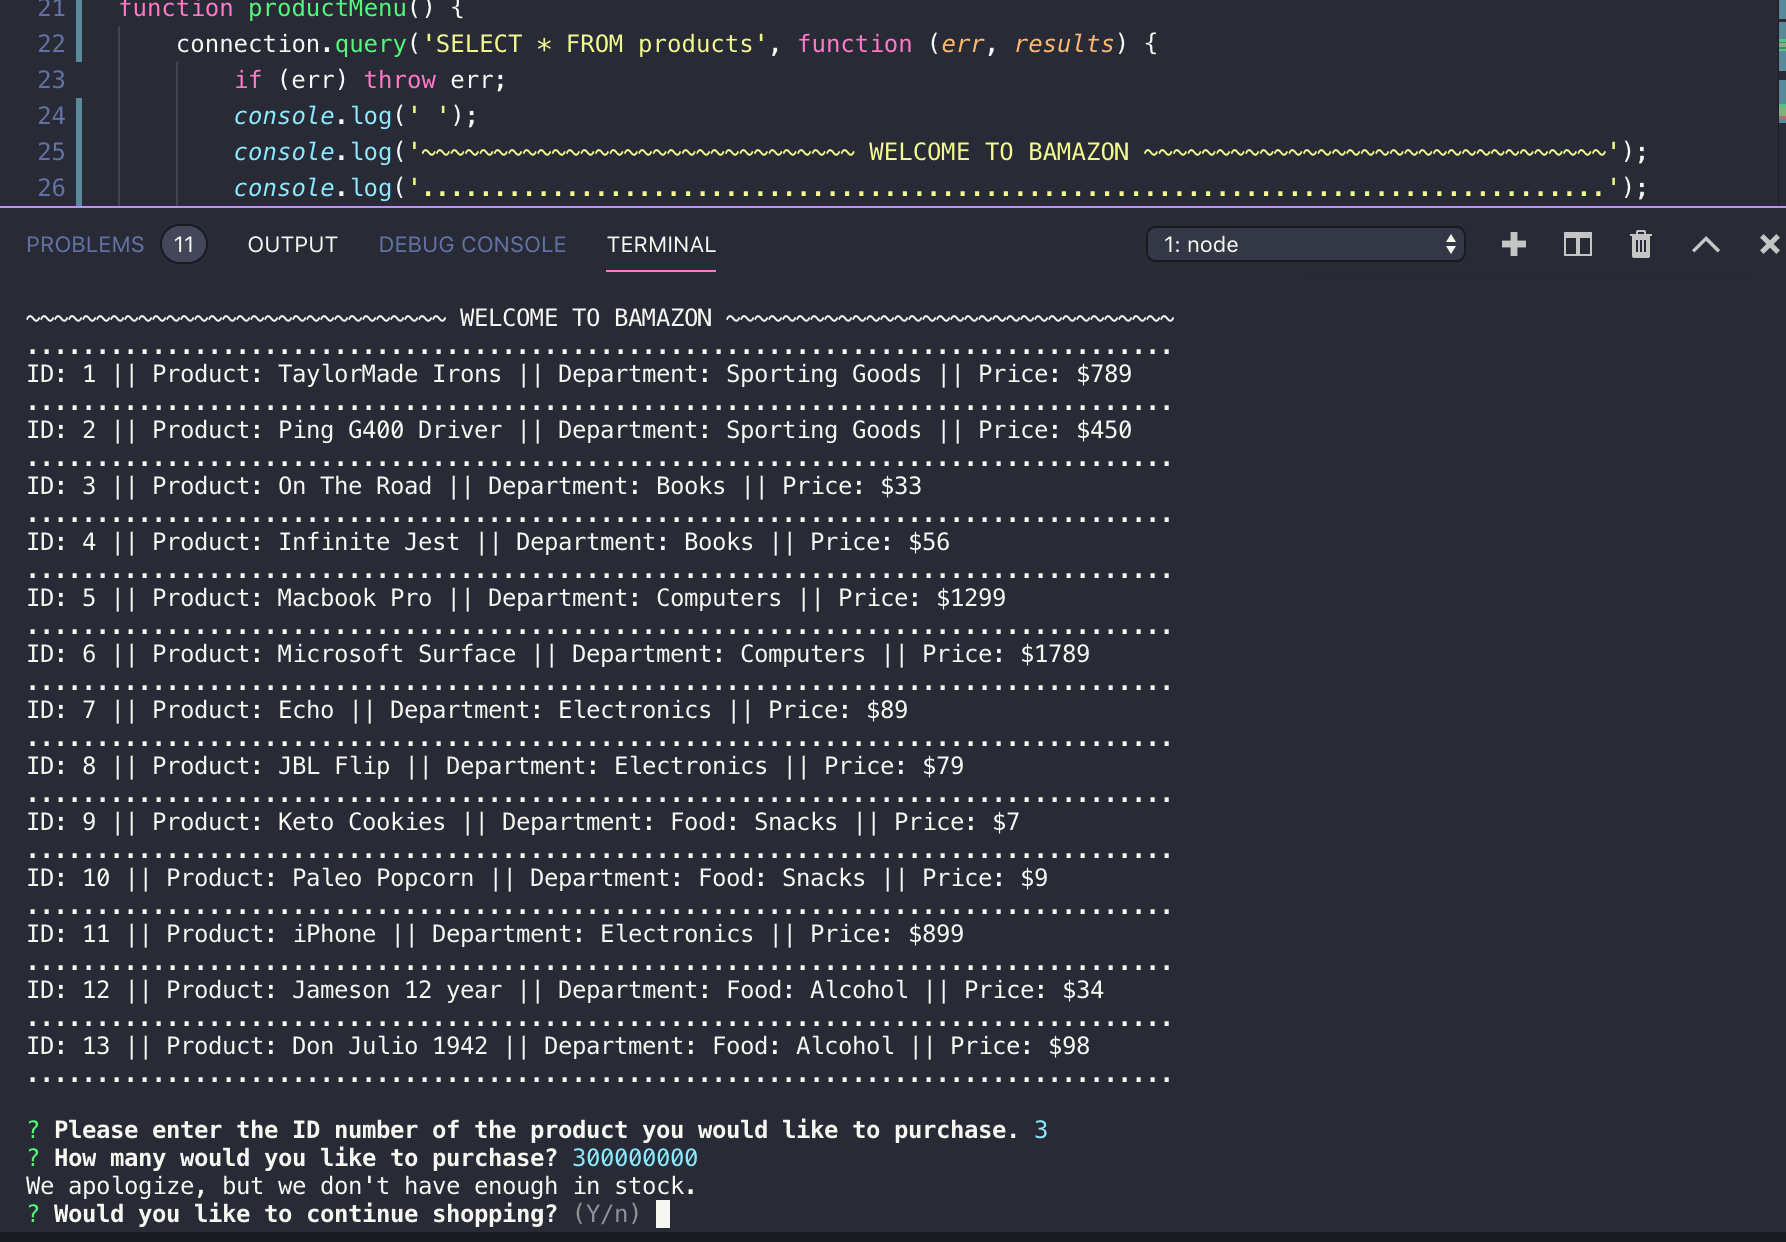 21 function productMenu() {
22 connection.query('SELECT * FROM products', function (err, results) {
23 if (err) throw err;
24 console.log(' ');
25 console.log('~~~~~~~~~~~~~~~~~~~~~~~~~~~~~~ WELCOME TO BAMAZON ~~~~~~~~~~~~~~~~~~~~~~~~~~~~~~~~');
26 console.log('..................................................................................');
PROBLEMS 11 OUTPUT DEBUG CONSOLE TERMINAL 1: node
~~~~~~~~~~~~~~~~~~~~~~~~~~~~~~ WELCOME TO BAMAZON ~~~~~~~~~~~~~~~~~~~~~~~~~~~~~~~~
..................................................................................
ID: 1 || Product: TaylorMade Irons || Department: Sporting Goods || Price: $789
..................................................................................
ID: 2 || Product: Ping G400 Driver || Department: Sporting Goods || Price: $450
..................................................................................
ID: 3 || Product: On The Road || Department: Books || Price: $33
..................................................................................
ID: 4 || Product: Infinite Jest || Department: Books || Price: $56
..................................................................................
ID: 5 || Product: Macbook Pro || Department: Computers || Price: $1299
..................................................................................
ID: 6 || Product: Microsoft Surface || Department: Computers || Price: $1789
..................................................................................
ID: 7 || Product: Echo || Department: Electronics || Price: $89
..................................................................................
ID: 8 || Product: JBL Flip || Department: Electronics || Price: $79
..................................................................................
ID: 9 || Product: Keto Cookies || Department: Food: Snacks || Price: $7
..................................................................................
ID: 10 || Product: Paleo Popcorn || Department: Food: Snacks || Price: $9
..................................................................................
ID: 11 || Product: iPhone || Department: Electronics || Price: $899
..................................................................................
ID: 12 || Product: Jameson 12 year || Department: Food: Alcohol || Price: $34
..................................................................................
ID: 13 || Product: Don Julio 1942 || Department: Food: Alcohol || Price: $98
..................................................................................
? Please enter the ID number of the product you would like to purchase. 3
? How many would you like to purchase? 300000000
We apologize, but we don't have enough in stock.
? Would you like to continue shopping? (Y/n)